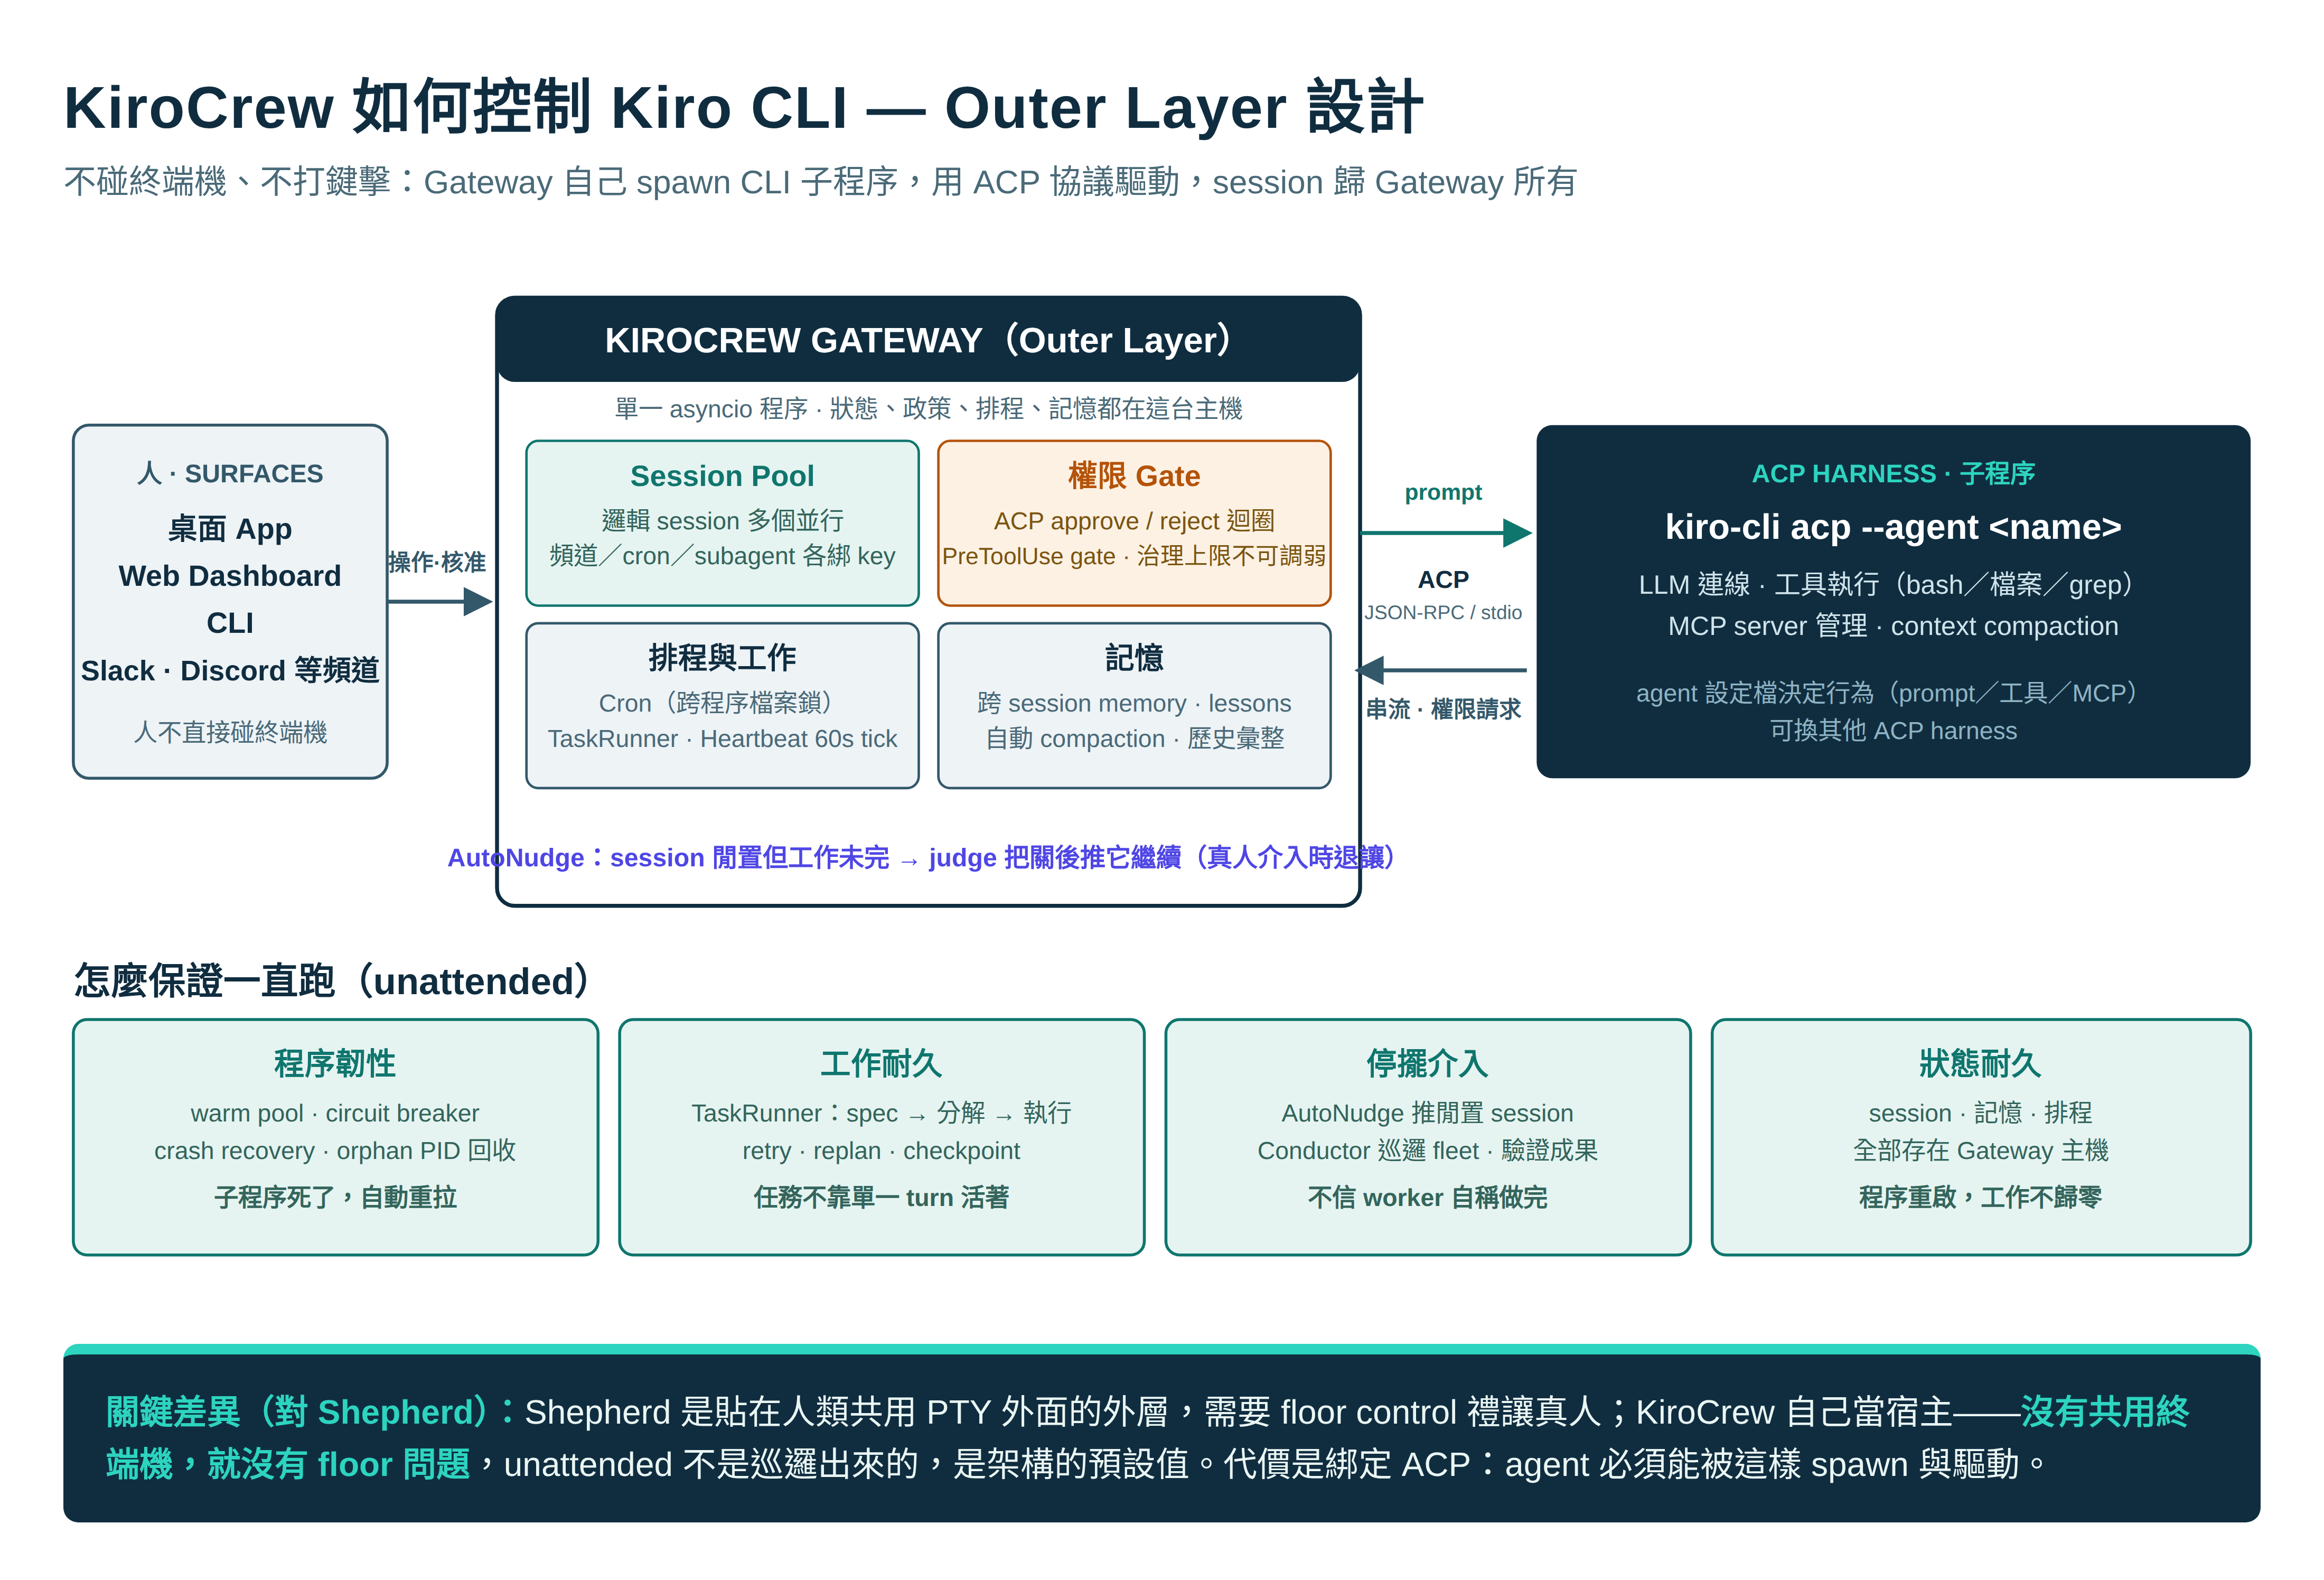 KiroCrew 如何控制 Kiro CLI — Outer Layer 設計
不碰終端機、不打鍵擊：Gateway 自己 spawn CLI 子程序，用 ACP 協議驅動，session 歸 Gateway 所有
人 · SURFACES
桌面 App
Web Dashboard
CLI
Slack · Discord 等頻道
人不直接碰終端機
操作·核准
KIROCREW GATEWAY（Outer Layer）
單一 asyncio 程序 · 狀態、政策、排程、記憶都在這台主機
Session Pool
邏輯 session 多個並行
頻道／cron／subagent 各綁 key
權限 Gate
ACP approve / reject 迴圈
PreToolUse gate · 治理上限不可調弱
排程與工作
Cron（跨程序檔案鎖）
TaskRunner · Heartbeat 60s tick
記憶
跨 session memory · lessons
自動 compaction · 歷史彙整
AutoNudge：session 閒置但工作未完 → judge 把關後推它繼續（真人介入時退讓）
prompt
ACP
JSON-RPC / stdio
串流 · 權限請求
ACP HARNESS · 子程序
kiro-cli acp --agent <name>
LLM 連線 · 工具執行（bash／檔案／grep）
MCP server 管理 · context compaction
agent 設定檔決定行為（prompt／工具／MCP）
可換其他 ACP harness
怎麼保證一直跑（unattended）
程序韌性
warm pool · circuit breaker
crash recovery · orphan PID 回收
子程序死了，自動重拉
工作耐久
TaskRunner：spec → 分解 → 執行
retry · replan · checkpoint
任務不靠單一 turn 活著
停擺介入
AutoNudge 推閒置 session
Conductor 巡邏 fleet · 驗證成果
不信 worker 自稱做完
狀態耐久
session · 記憶 · 排程
全部存在 Gateway 主機
程序重啟，工作不歸零
關鍵差異（對 Shepherd）：Shepherd 是貼在人類共用 PTY 外面的外層，需要 floor control 禮讓真人；KiroCrew 自己當宿主——沒有共用終
端機，就沒有 floor 問題，unattended 不是巡邏出來的，是架構的預設值。代價是綁定 ACP：agent 必須能被這樣 spawn 與驅動。